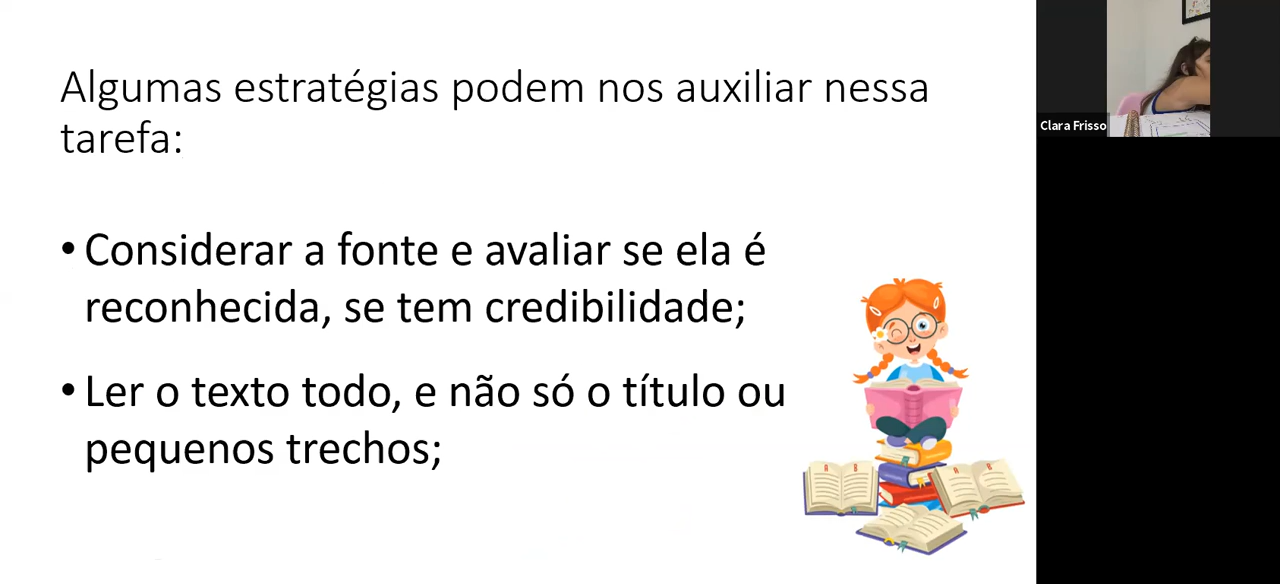 Algumas estratégias podem nos auxiliar nessa
tarefa:
• Considerar a fonte e avaliar se ela é
reconhecida, se tem credibilidade;
• Ler o texto todo, e não só o título ou
pequenos trechos;
Clara Frisso
A B
A B